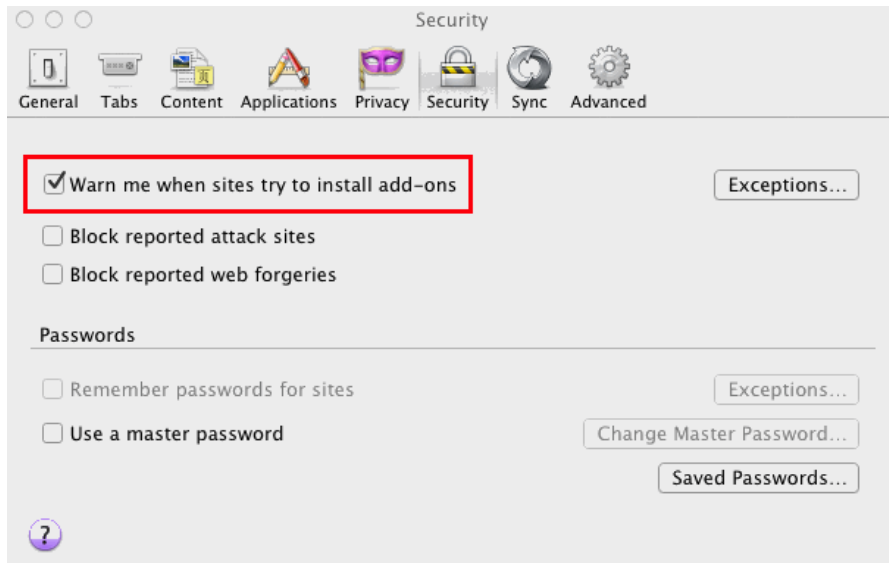 Security
General Tabs Content Applications Privacy Security Sync Advanced
Warn me when sites try to install add-ons Exceptions...
Block reported attack sites
Block reported web forgeries
Passwords
Remember passwords for sites Exceptions...
Use a master password Change Master Password...
Saved Passwords...
?